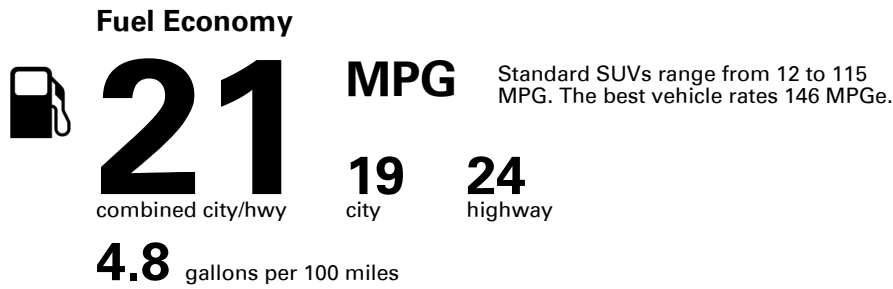 Fuel Economy
21 MPG
Standard SUVs range from 12 to 115
MPG. The best vehicle rates 146 MPGe.
19 24
combined city/hwy city highway
4.8 gallons per 100 miles